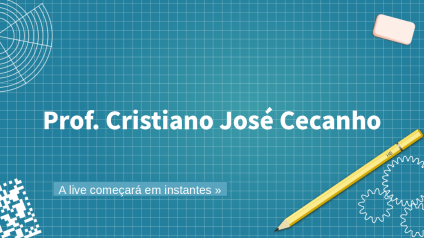 Prof. Cristiano José Cecanho
A live começará em instantes »